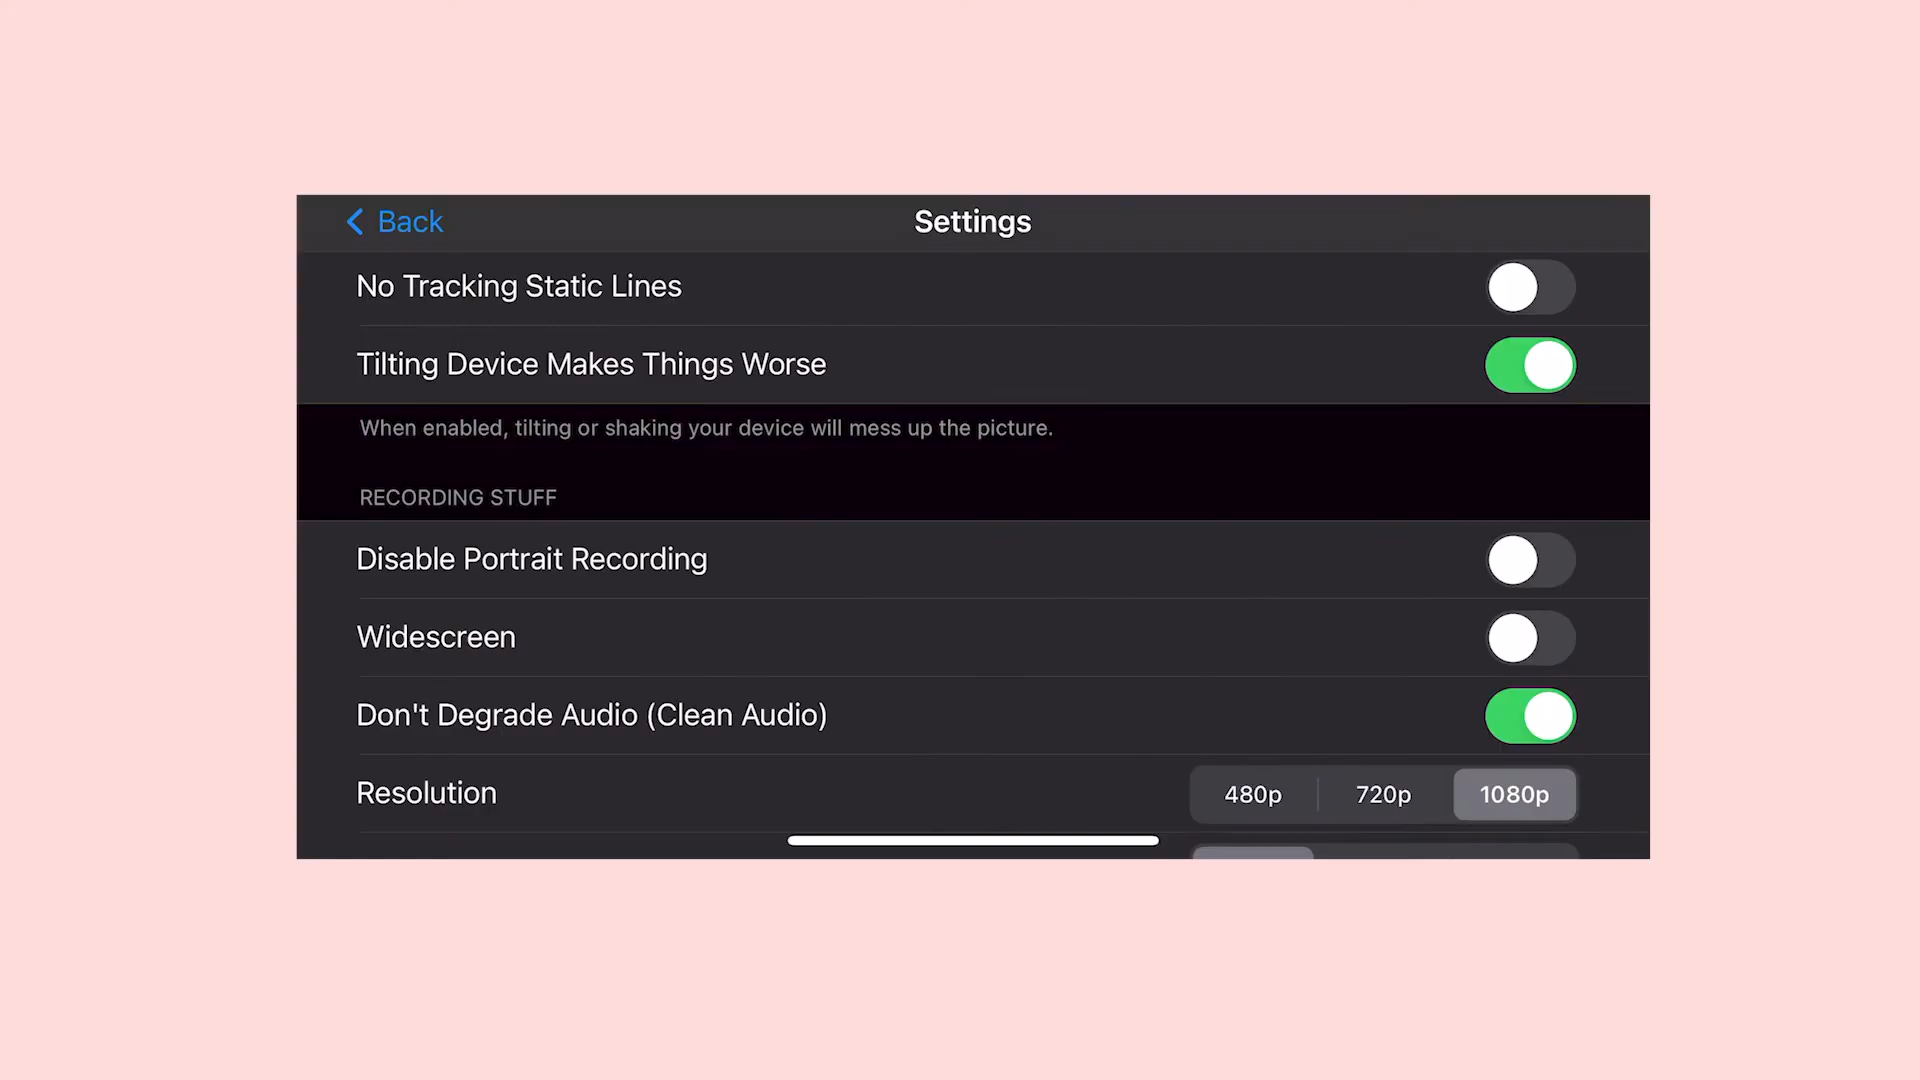 Back
Settings
No Tracking Static Lines
Tilting Device Makes Things Worse
When enabled, tilting or shaking your device will mess up the picture.
RECORDING STUFF
Disable Portrait Recording
Widescreen
Don't Degrade Audio (Clean Audio)
Resolution 480p 720p 1080p